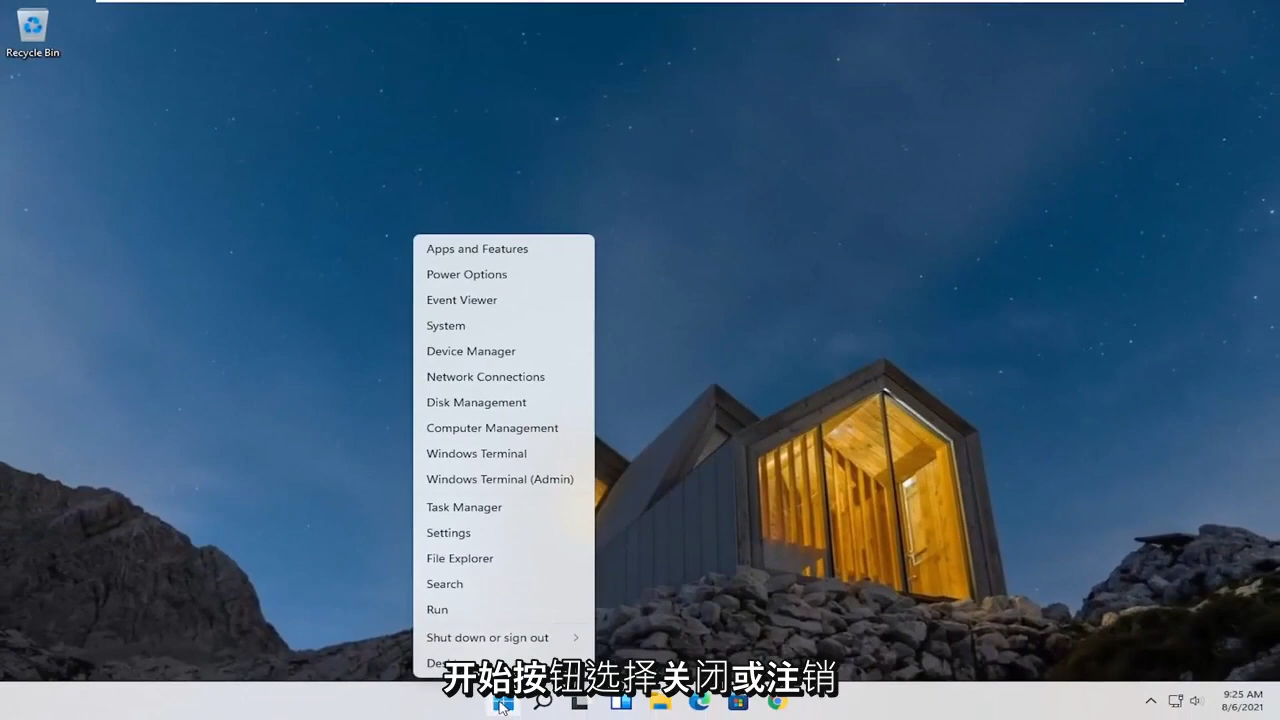 Recycle Bin
Apps and Features
Power Options
Event Viewer
System
Device Manager
Network Connections
Disk Management
Computer Management
Windows Terminal
Windows Terminal (Admin)
Task Manager
Settings
File Explorer
Search
Run
Shut down or sign out
开始按钮选择关闭或注销
9:25 AM
8/6/2021